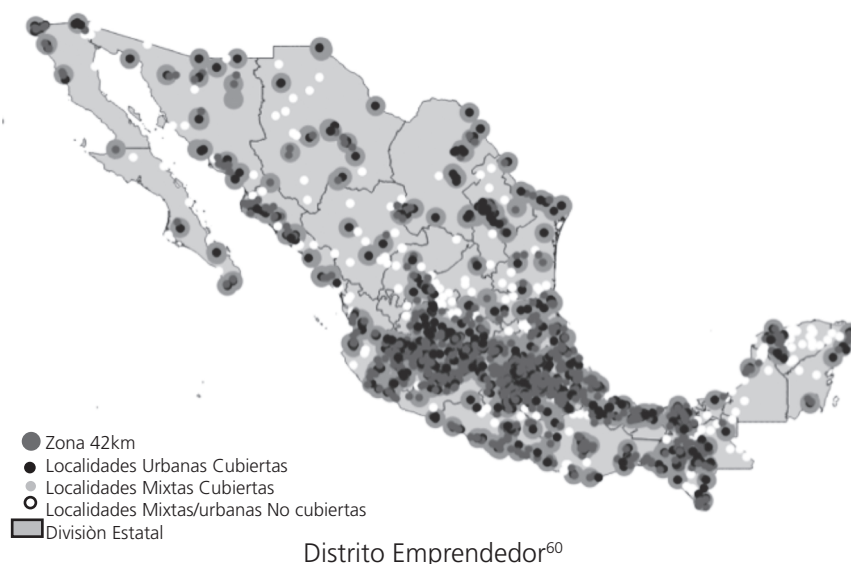 Zona 42km
Localidades Urbanas Cubiertas
Localidades Mixtas Cubiertas
Localidades Mixtas/urbanas No cubiertas
Divisiòn Estatal
Distrito Emprendedor⁶⁰